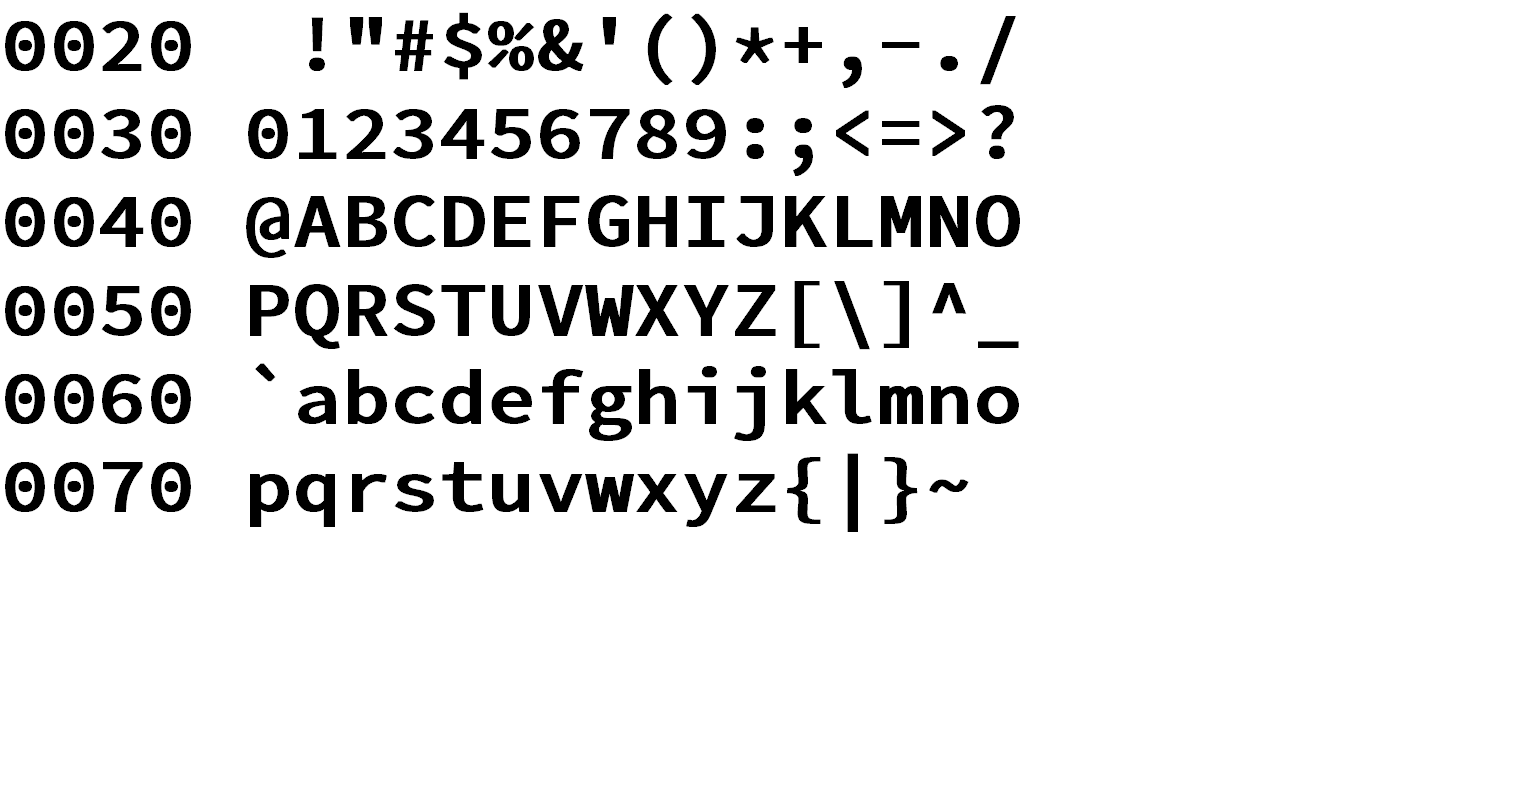 0020  !"#$%&'()*+,-./
0030 0123456789:;<=>?
0040 @ABCDEFGHIJKLMNO
0050 PQRSTUVWXYZ[\]^_
0060 `abcdefghijklmno
0070 pqrstuvwxyz{|}~